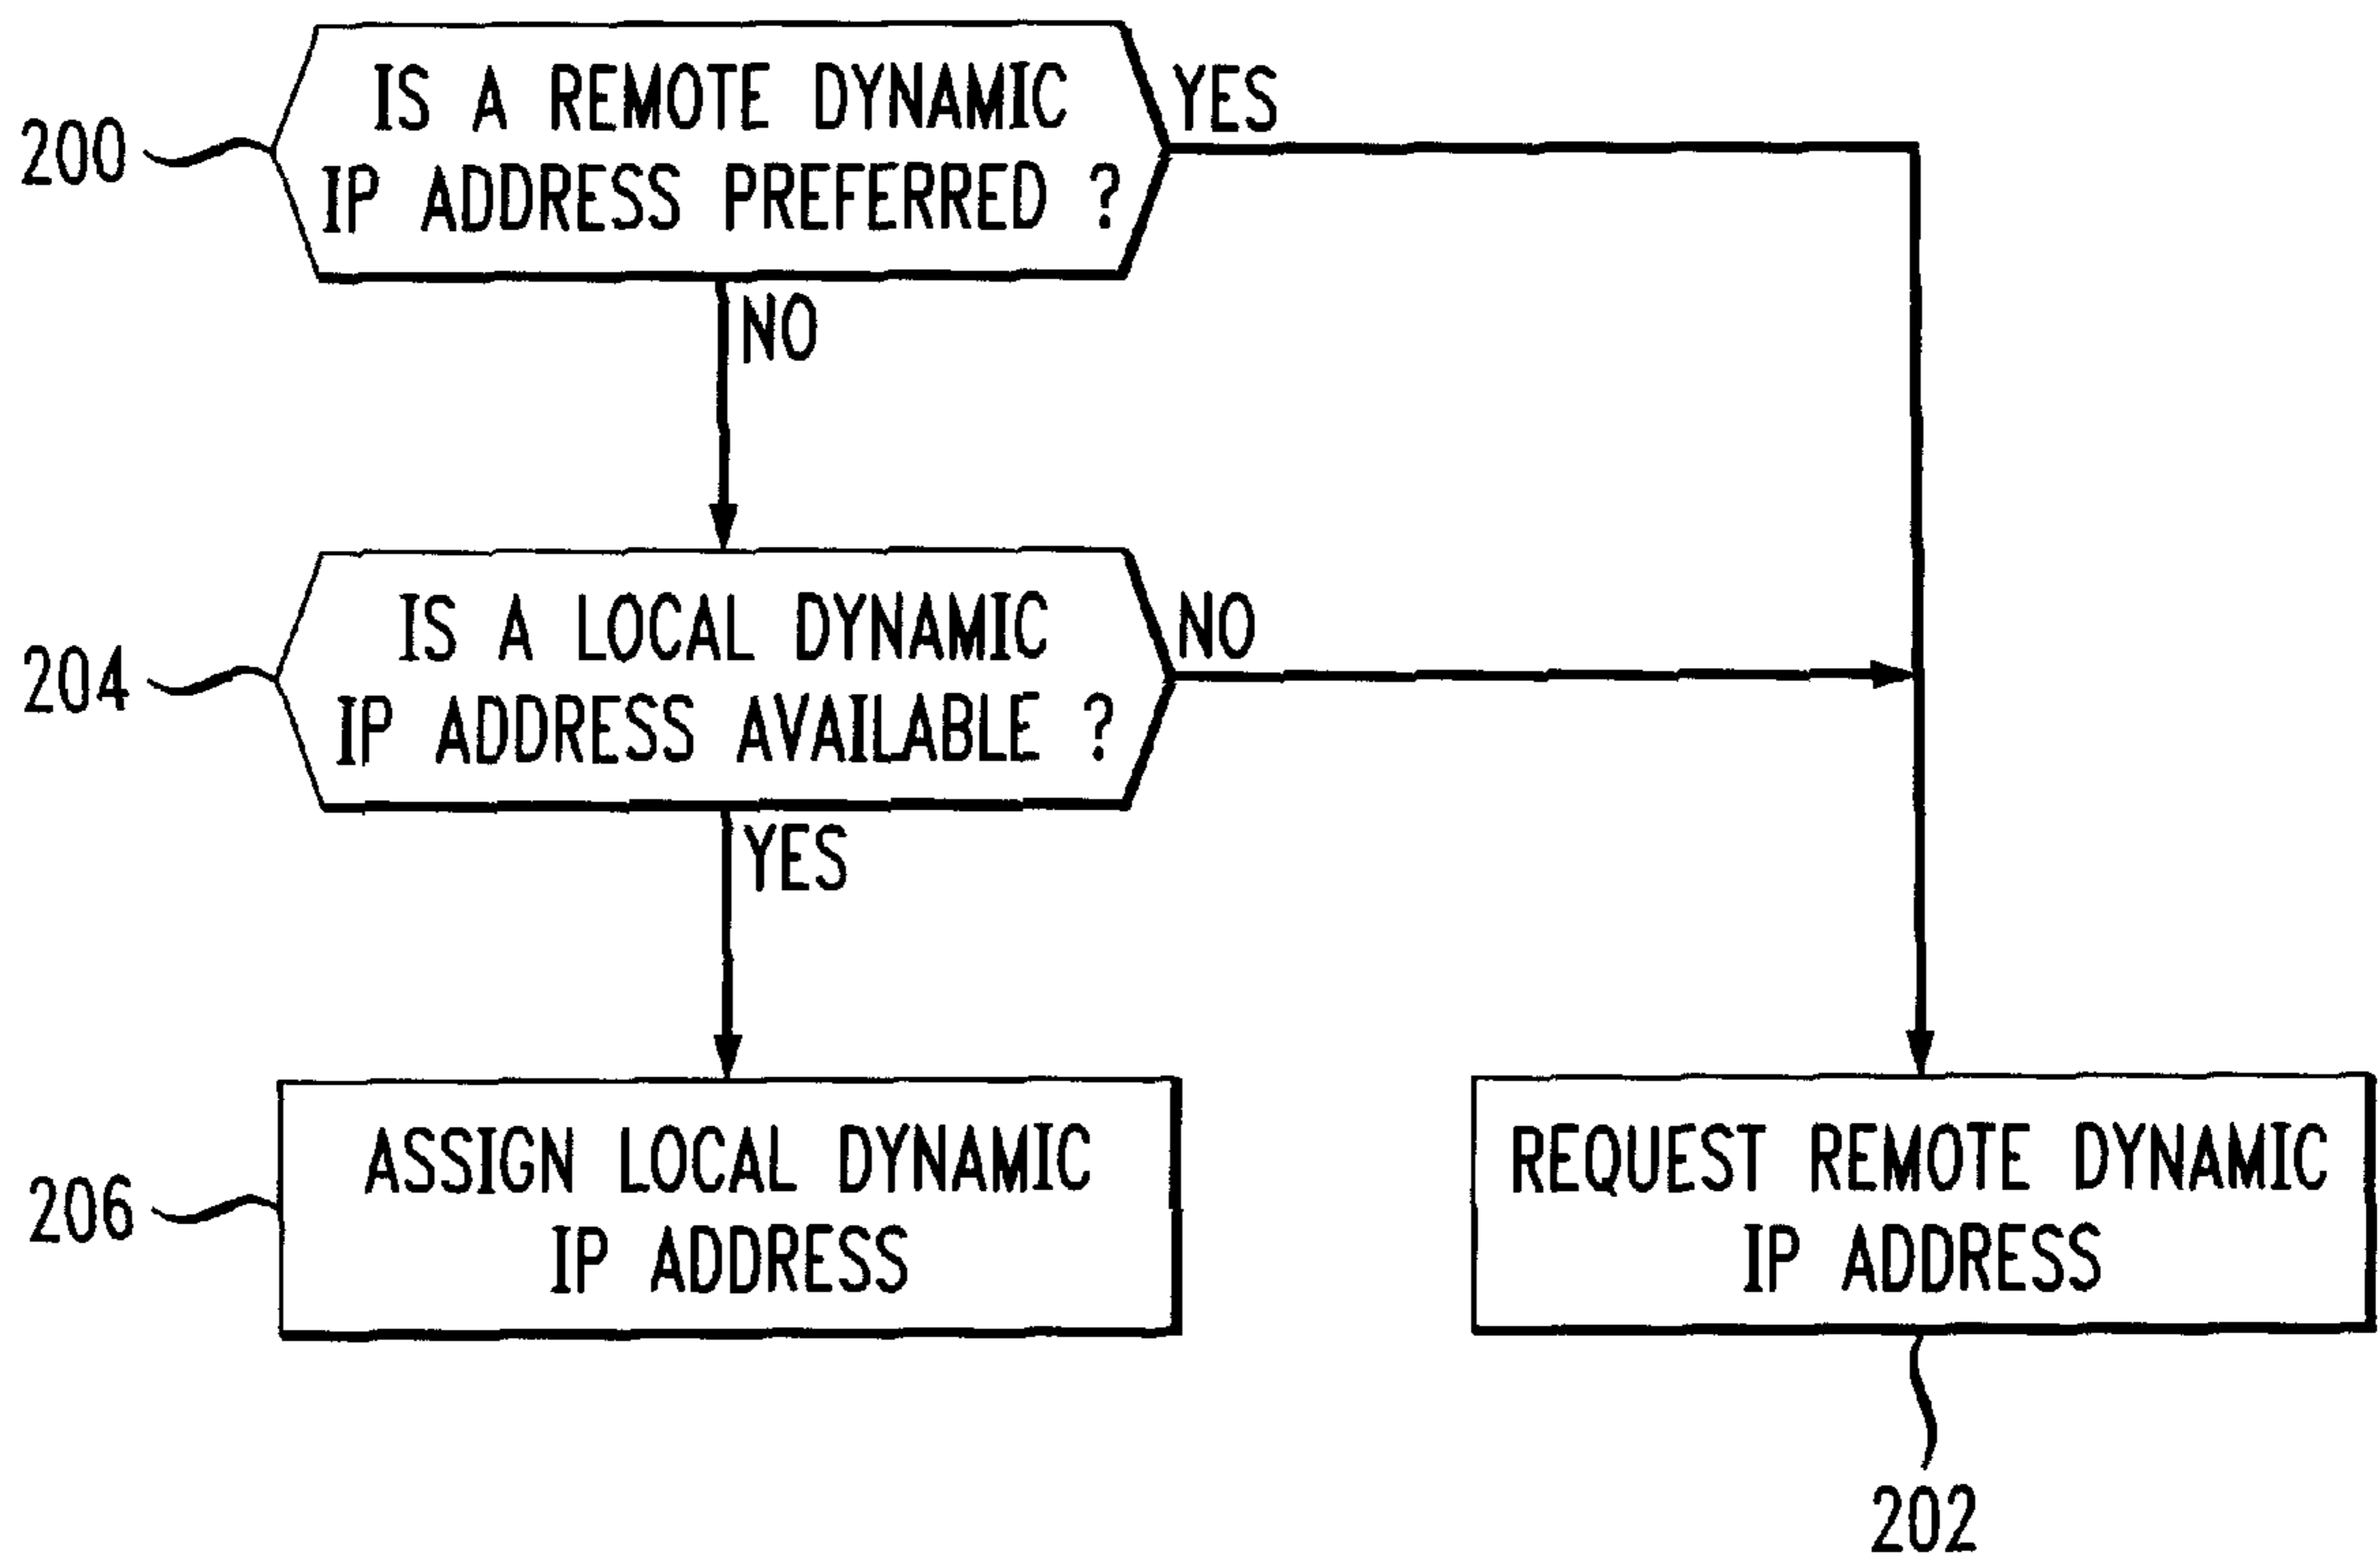 IS A REMOTE DYNAMIC
IP ADDRESS PREFERRED ?
YES
200
NO
IS A LOCAL DYNAMIC
IP ADDRESS AVAILABLE ?
NO
204
YES
ASSIGN LOCAL DYNAMIC
IP ADDRESS
206
REQUEST REMOTE DYNAMIC
IP ADDRESS
202